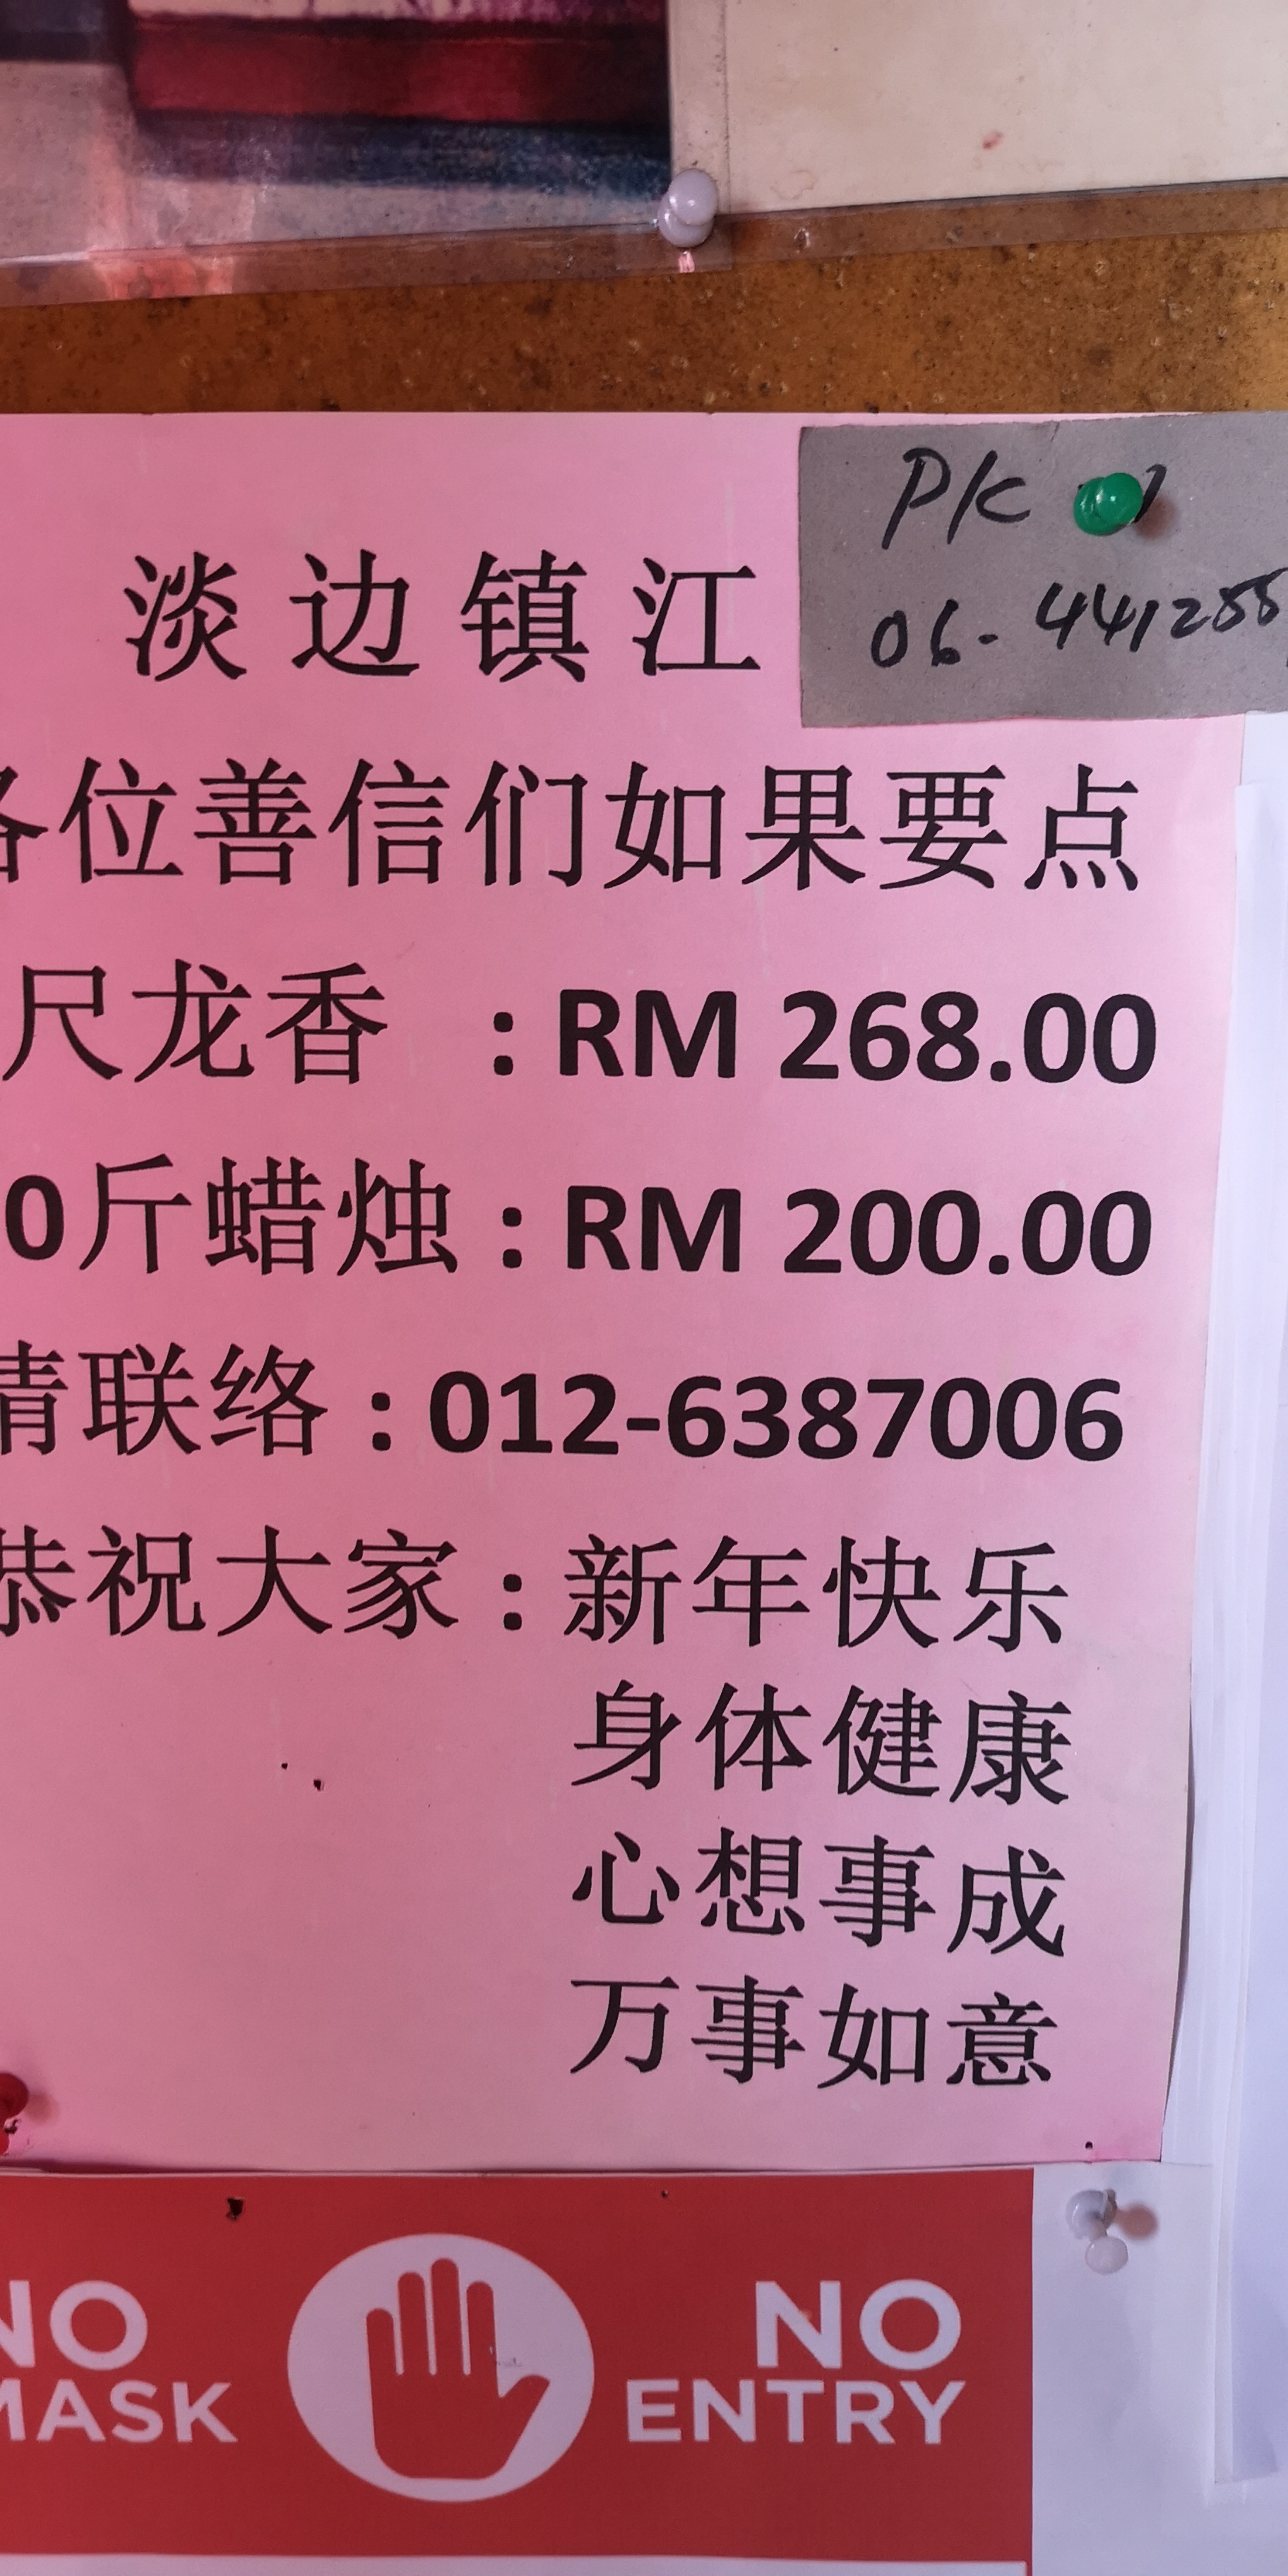 PK
06-441255
淡边镇江
各位善信们如果要点
尺龙香 : RM 268.00
0斤蜡烛 : RM 200.00
请联络 : 012-6387006
恭祝大家 : 新年快乐
身体健康
心想事成
万事如意
NO MASK
NO ENTRY